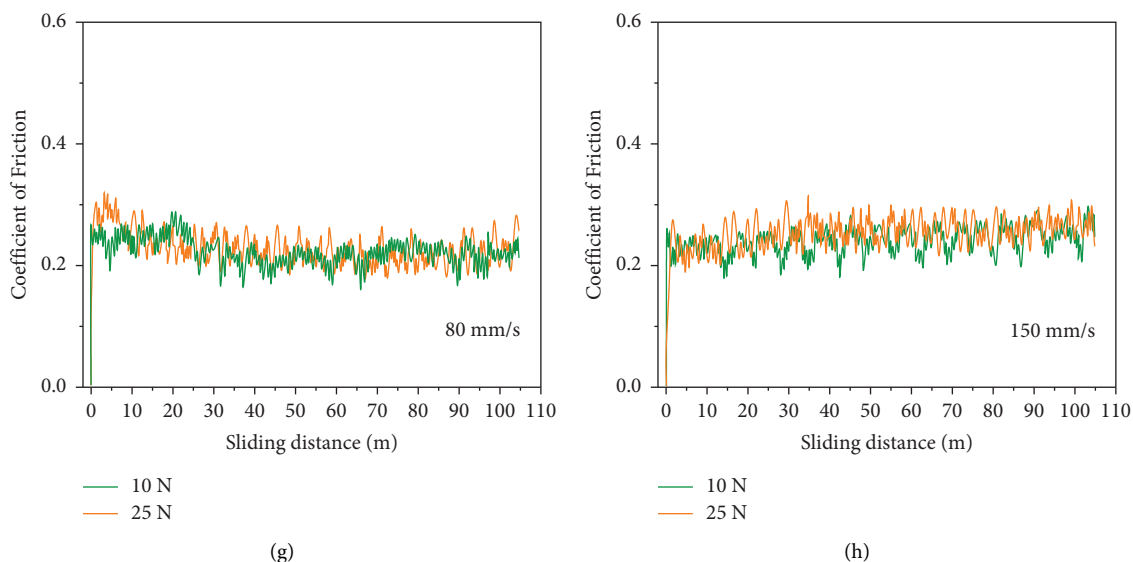 0.6
0.4
0.2
0.0
Coefficient of Friction
80 mm/s
0 10 20 30 40 50 60 70 80 90 100 110
Sliding distance (m)
10 N
25 N
(g)
0.6
0.4
0.2
0.0
Coefficient of Friction
150 mm/s
0 10 20 30 40 50 60 70 80 90 100 110
Sliding distance (m)
10 N
25 N
(h)